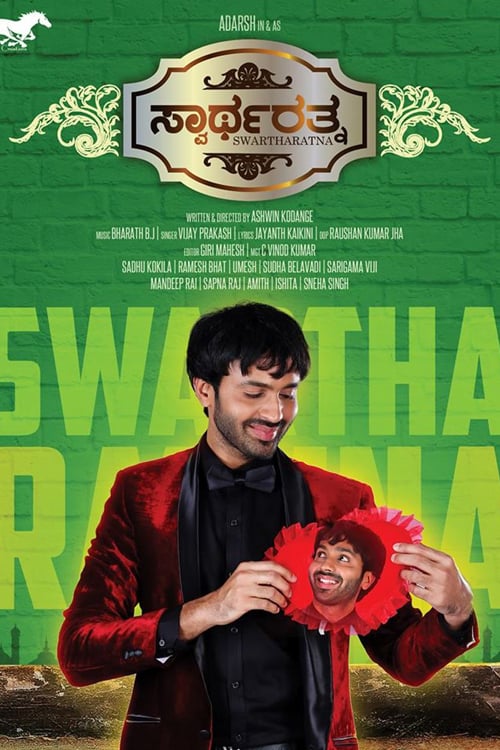 Creations
ADARSH IN & AS
ಸ್ವಾರ್ಥರತ್ನ
SWARTHARATNA
WRITTEN & DIRECTED BY ASHWIN KODANGE
MUSIC BHARATH B.J | SINGER VIJAY PRAKASH | LYRICS JAYANTH KAIKINI | DOP RAUSHAN KUMAR JHA
EDITOR GIRI MAHESH | MGT C VINOD KUMAR
SADHU KOKILA | RAMESH BHAT | UMESH | SUDHA BELAVADI | SARIGAMA VIJI
MANDEEP RAI | SAPNA RAJ | AMITH | ISHITA | SNEHA SINGH
SWARTHA
RATNA